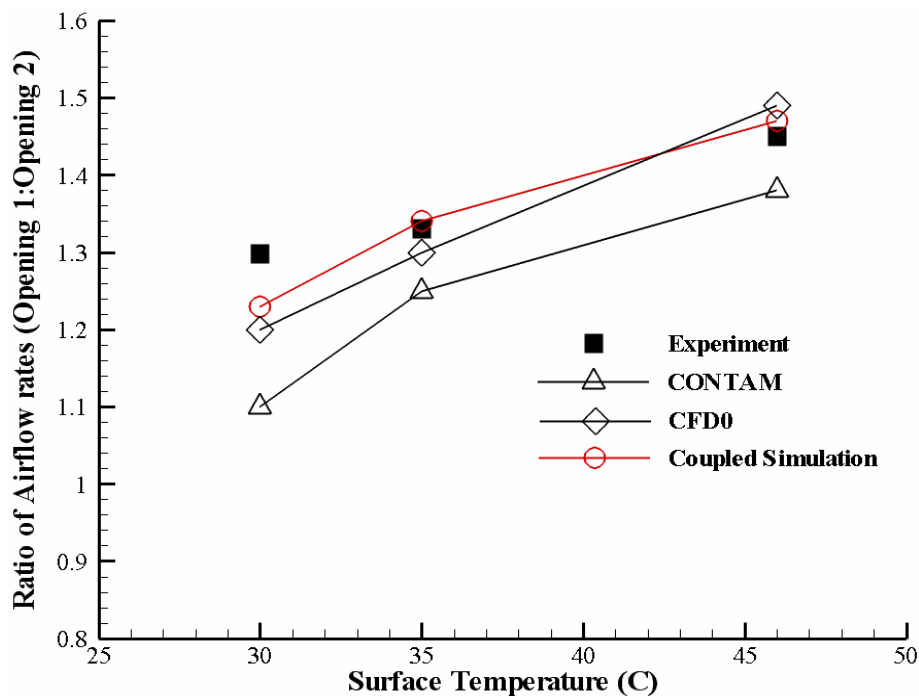 Ratio of Airflow rates (Opening 1:Opening 2)
1.6
1.5
1.4
1.3
1.2
1.1
1
0.9
0.8
Experiment
CONTAM
CFD0
Coupled Simulation
25
30
35
40
45
50
Surface Temperature (C)